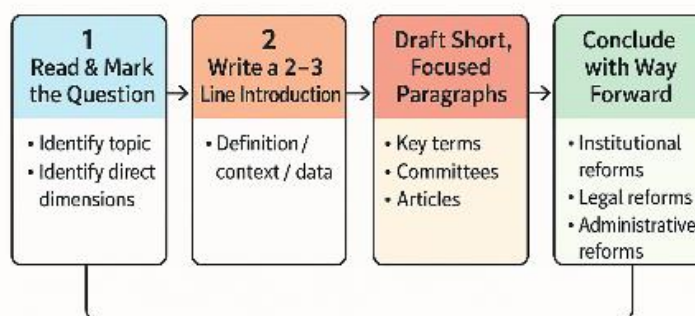 1
Read & Mark
the Question
• Identify topic
• Identify direct
dimensions
2
Write a 2–3
Line Introduction
• Definition /
context / data
Draft Short,
Focused
Paragraphs
• Key terms
• Committees
• Articles
Conclude
with Way
Forward
• Institutional
reforms
• Legal reforms
• Administrative
reforms